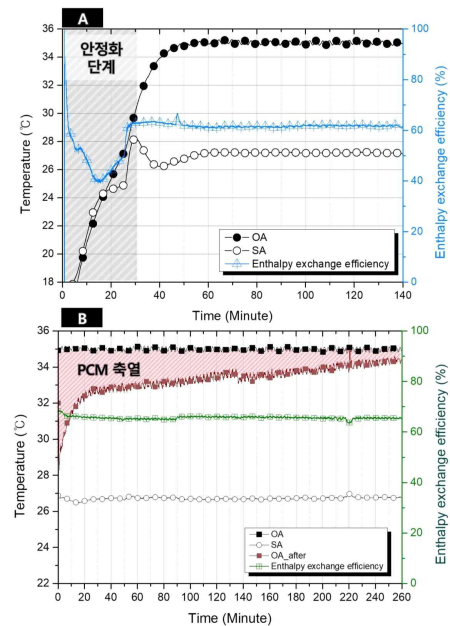 A
안정화
단계
36
34
32
30
28
26
24
22
20
18
100
80
60
40
20
0
Temperature (℃)
Enthalpy exchange efficiency (%)
OA
SA
Enthalpy exchange efficiency
0 20 40 60 80 100 120 140
Time (Minute)
B
PCM 축열
36
34
32
30
28
26
24
22
100
80
60
40
20
0
Temperature (℃)
Enthalpy exchange efficiency (%)
OA
SA
OA_after
Enthalpy exchange efficiency
0 20 40 60 80 100 120 140 160 180 200 220 240 260
Time (Minute)